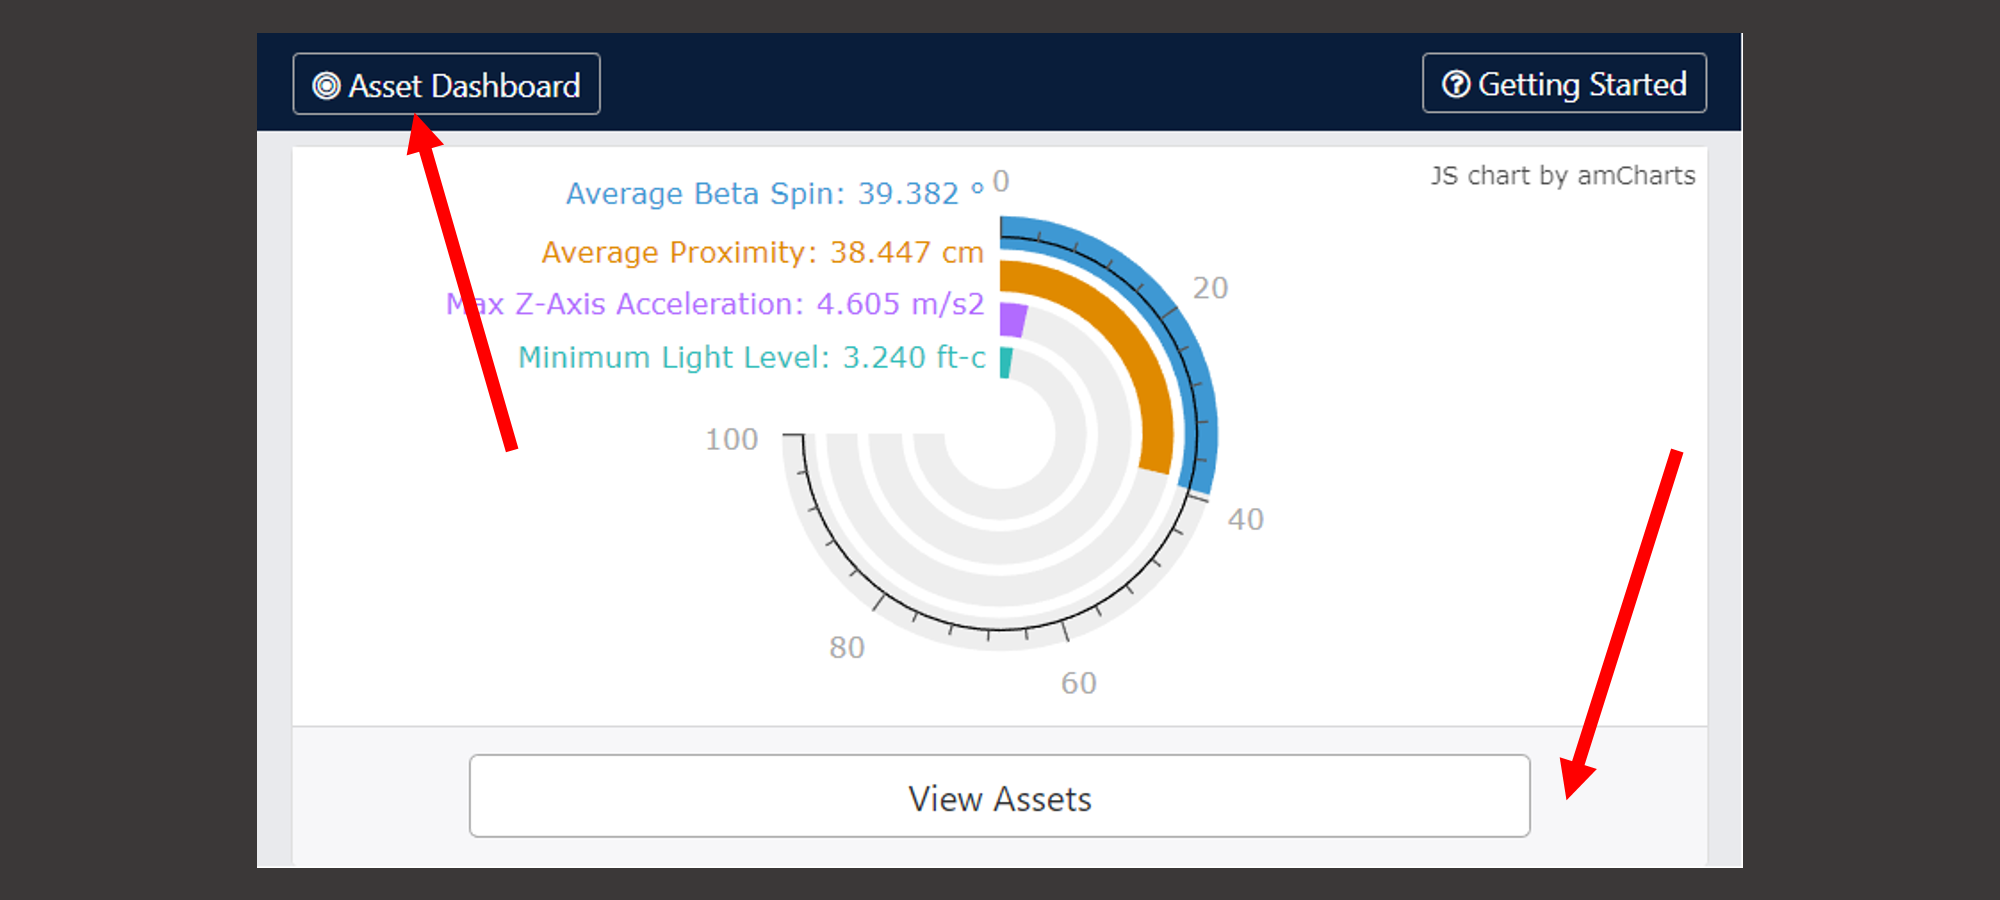 Asset Dashboard
Getting Started
JS chart by amCharts
Average Beta Spin: 39.382 °
Average Proximity: 38.447 cm
Max Z-Axis Acceleration: 4.605 m/s2
Minimum Light Level: 3.240 ft-c
0
20
40
60
80
100
View Assets